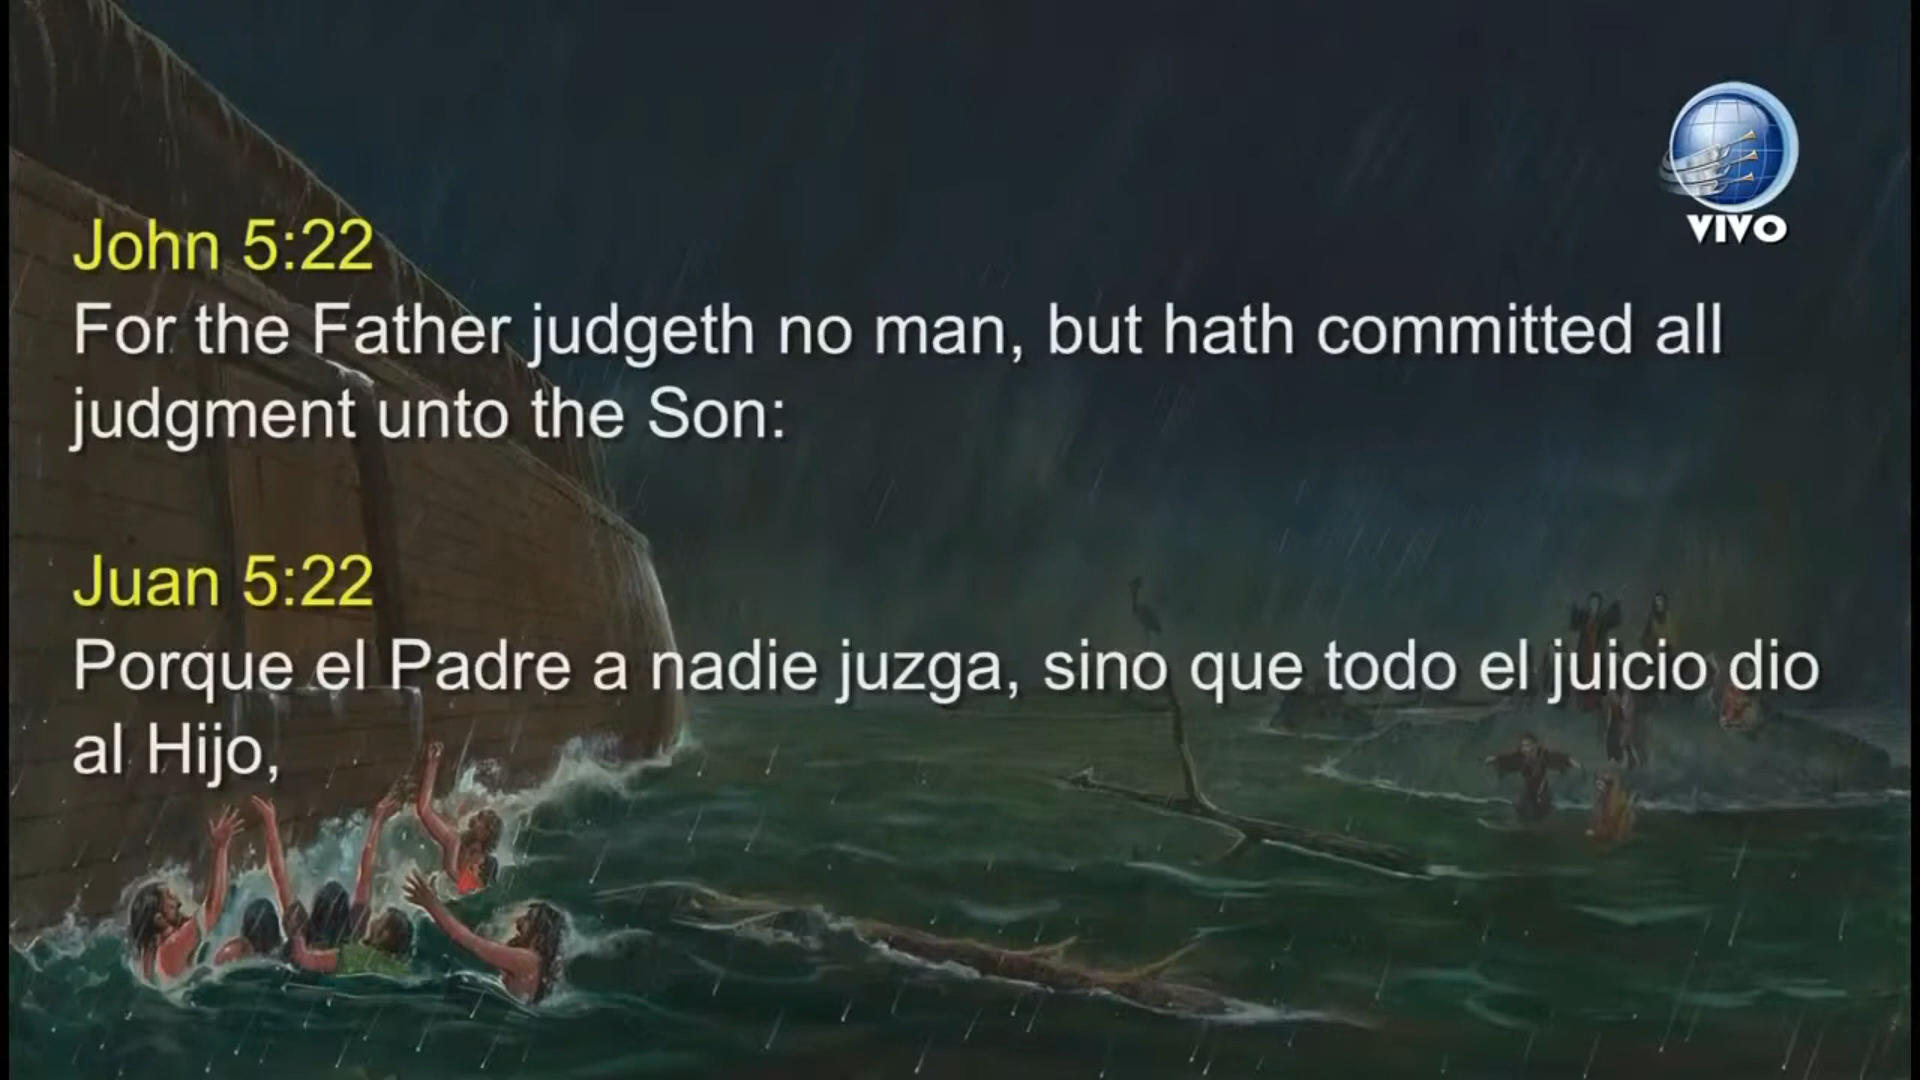 VIVO
John 5:22
For the Father judgeth no man, but hath committed all
judgment unto the Son:
Juan 5:22
Porque el Padre a nadie juzga, sino que todo el juicio dio
al Hijo,